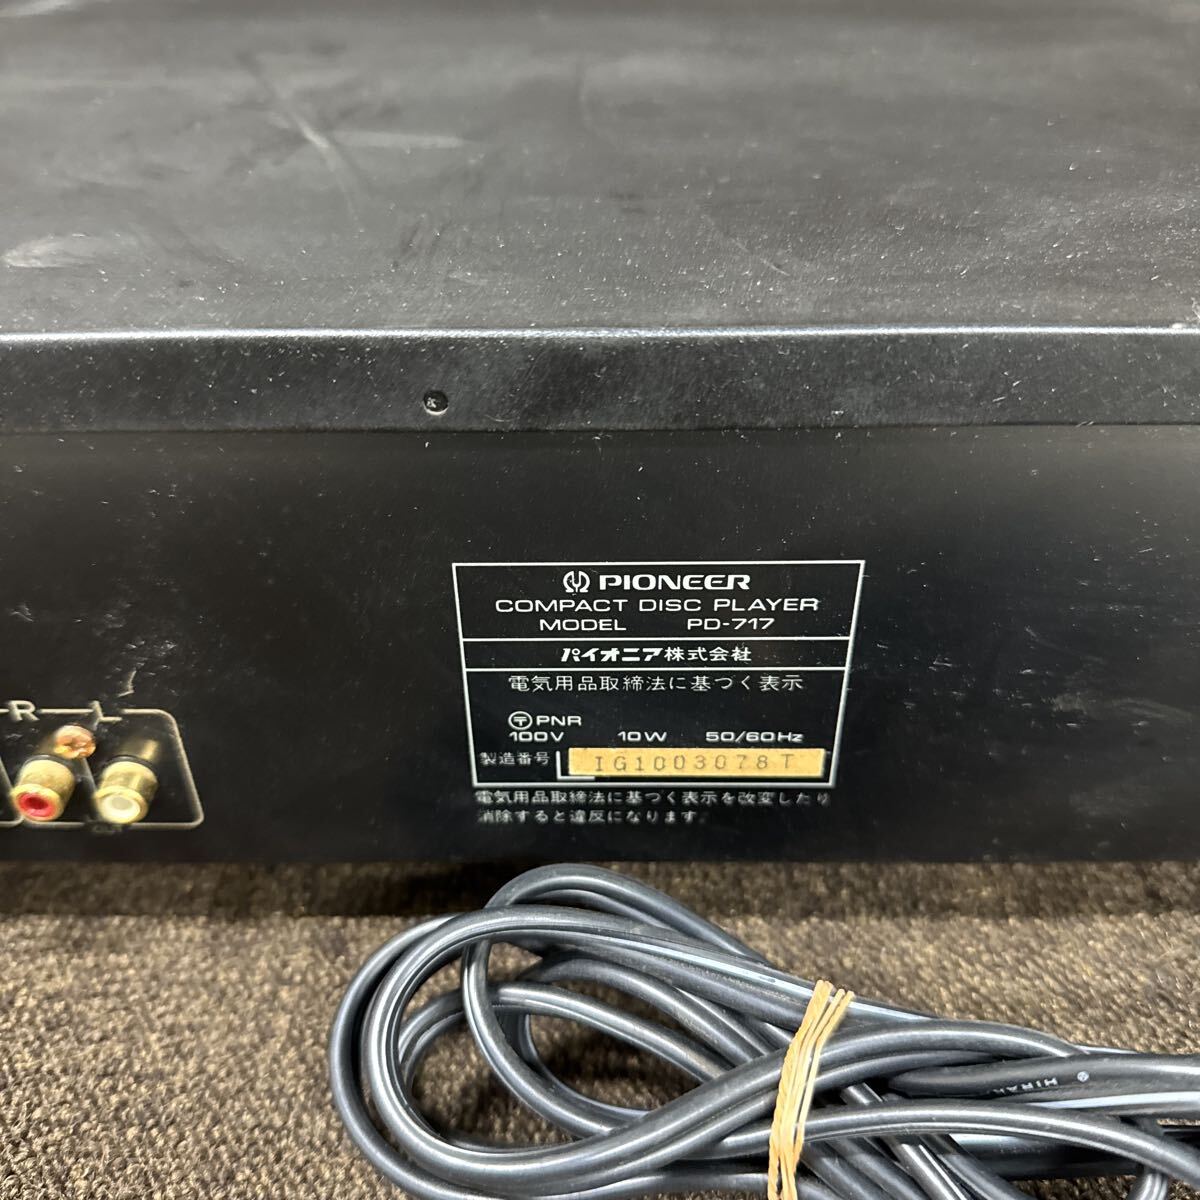 PIONEER
COMPACT DISC PLAYER
MODEL PD-717
パイオニア株式会社
電気用品取締法に基づく表示
〒PNR
100V 10W 50/60Hz
製造番号 IG1003078T
電気用品取締法に基づく表示を改変したり
消除すると違反になります。
R L
HIRAK